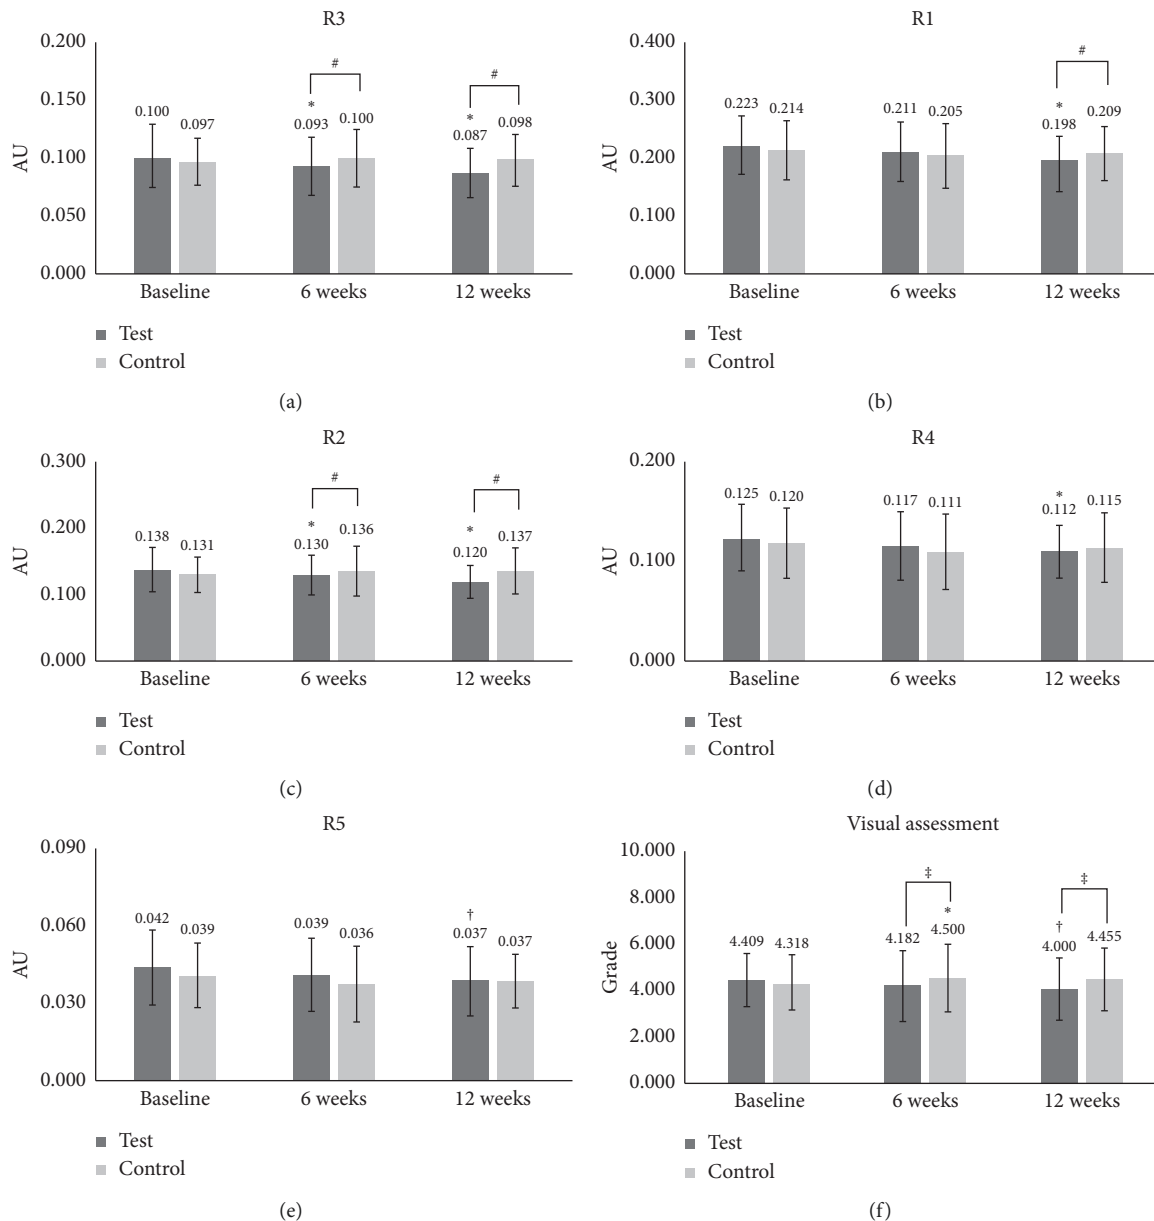 R3
0.200
0.150
0.100
0.050
0.000
AU
0.100
0.097
*
0.093
#
0.100
*
0.087
#
0.098
Baseline
6 weeks
12 weeks
Test
Control
(a)
R1
0.400
0.300
0.200
0.100
0.000
AU
0.223
0.214
0.211
0.205
*
0.198
#
0.209
Baseline
6 weeks
12 weeks
Test
Control
(b)
R2
0.300
0.200
0.100
0.000
AU
0.138
0.131
*
0.130
#
0.136
*
0.120
#
0.137
Baseline
6 weeks
12 weeks
Test
Control
(c)
R4
0.200
0.100
0.000
AU
0.125
0.120
0.117
0.111
*
0.112
0.115
Baseline
6 weeks
12 weeks
Test
Control
(d)
R5
0.090
0.060
0.030
0.000
AU
0.042
0.039
0.039
0.036
†
0.037
0.037
Baseline
6 weeks
12 weeks
Test
Control
(e)
Visual assessment
10.000
8.000
6.000
4.000
2.000
0.000
Grade
4.409
4.318
4.182
‡
*
4.500
†
4.000
‡
4.455
Baseline
6 weeks
12 weeks
Test
Control
(f)